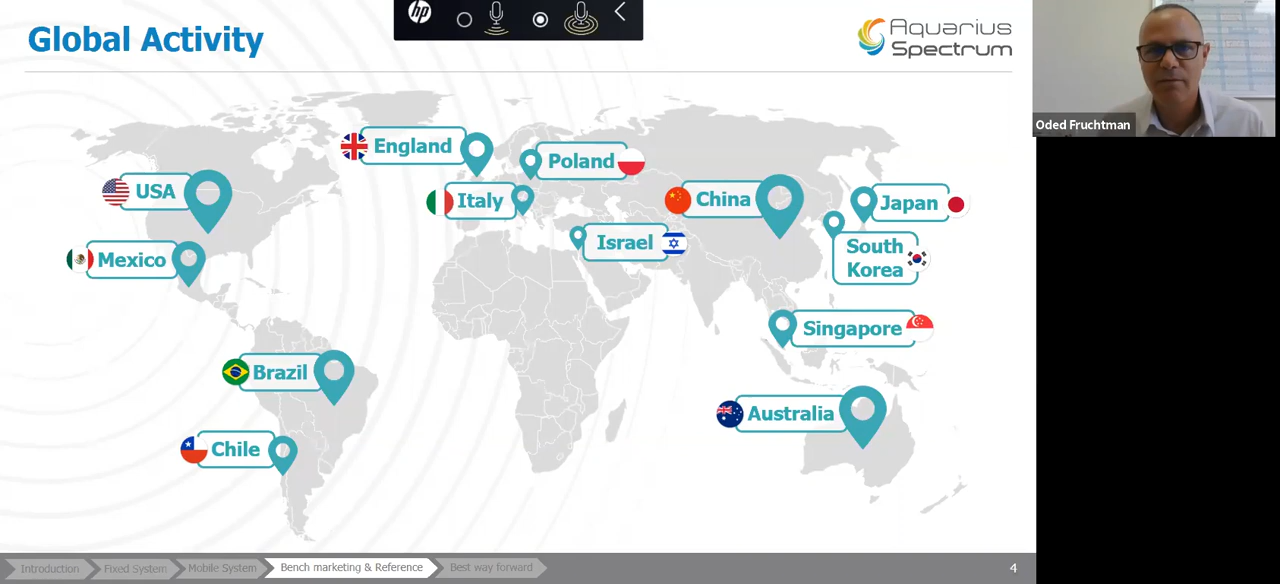 Global Activity
hp
Aquarius
Spectrum
Oded Fruchtman
England
Poland
USA
Italy
China
Japan
Israel
South
Korea
Mexico
Singapore
Brazil
Australia
Chile
Introduction
Fixed System
Mobile System
Bench marketing & Reference
Best way forward
4